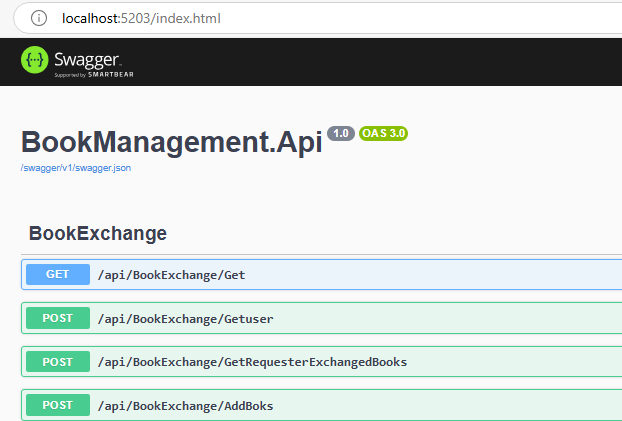 localhost:5203/index.html
{···} Swagger
Supported by SMARTBEAR
BookManagement.Api 1.0 OAS 3.0
/swagger/v1/swagger.json
BookExchange
GET /api/BookExchange/Get
POST /api/BookExchange/Getuser
POST /api/BookExchange/GetRequesterExchangedBooks
POST /api/BookExchange/AddBoks